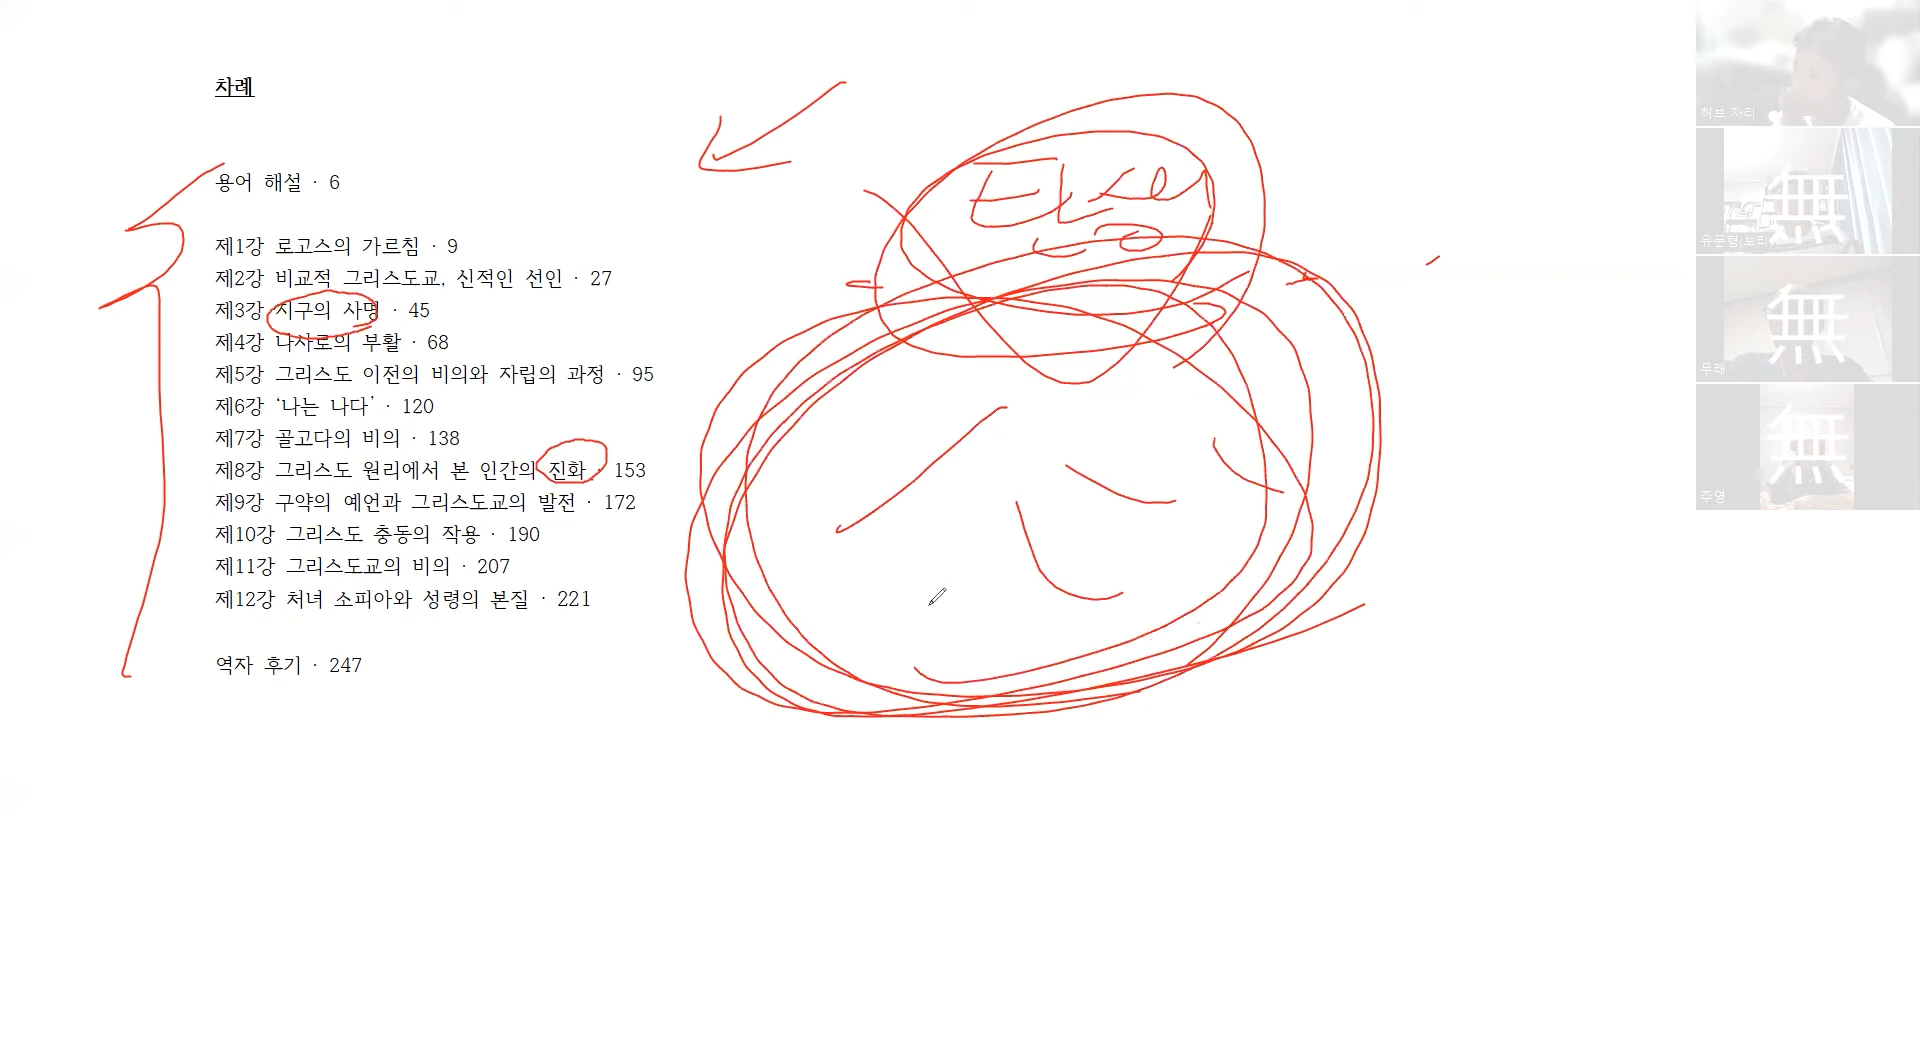 차례
용어 해설 · 6
제1강 로고스의 가르침 · 9
제2강 비교적 그리스도교, 신적인 선인 · 27
제3강 지구의 사명 · 45
제4강 나사로의 부활 · 68
제5강 그리스도 이전의 비의와 자립의 과정 · 95
제6강 ‘나는 나다’ · 120
제7강 골고다의 비의 · 138
제8강 그리스도 원리에서 본 인간의 진화 · 153
제9강 구약의 예언과 그리스도교의 발전 · 172
제10강 그리스도 충동의 작용 · 190
제11강 그리스도교의 비의 · 207
제12강 처녀 소피아와 성령의 본질 · 221
역자 후기 · 247
허브 자리
無
無
무래
無
주영